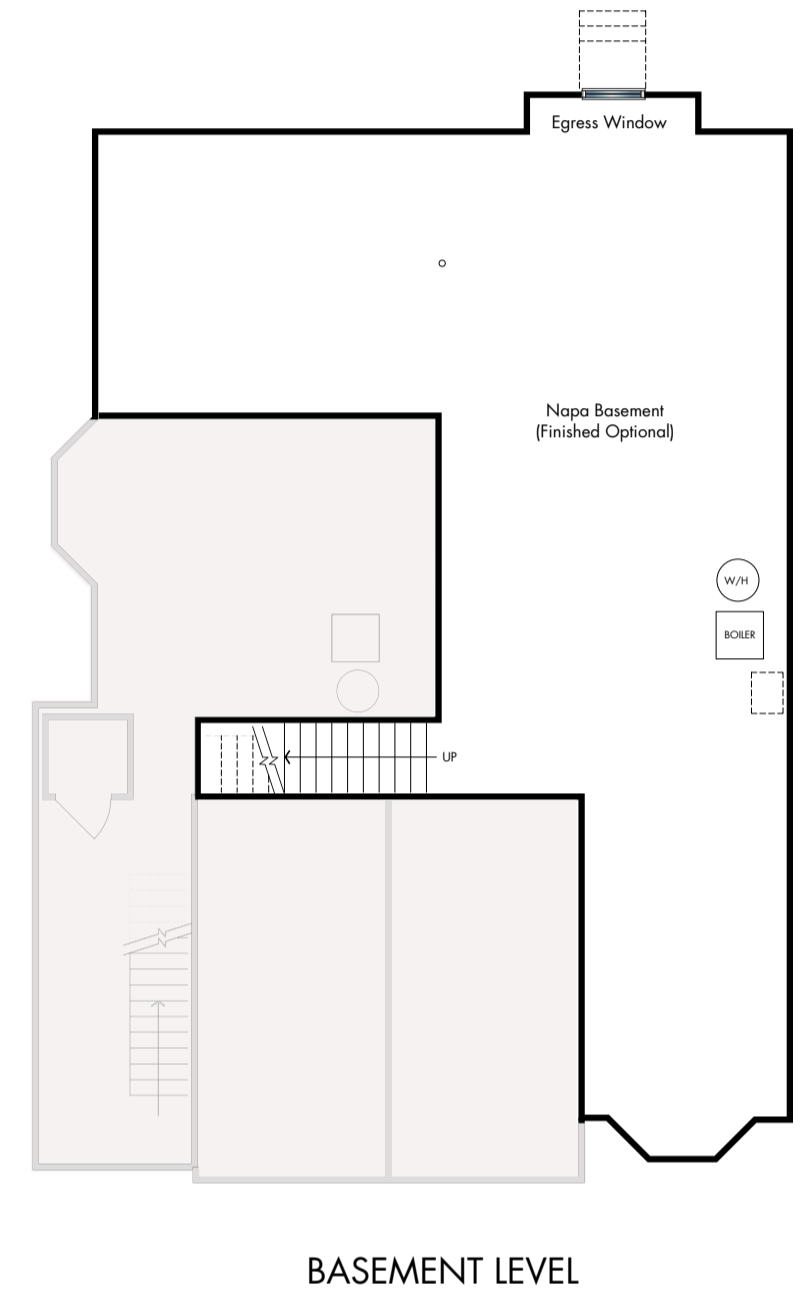 Egress Window
Napa Basement
(Finished Optional)
W/H
BOILER
UP
BASEMENT LEVEL